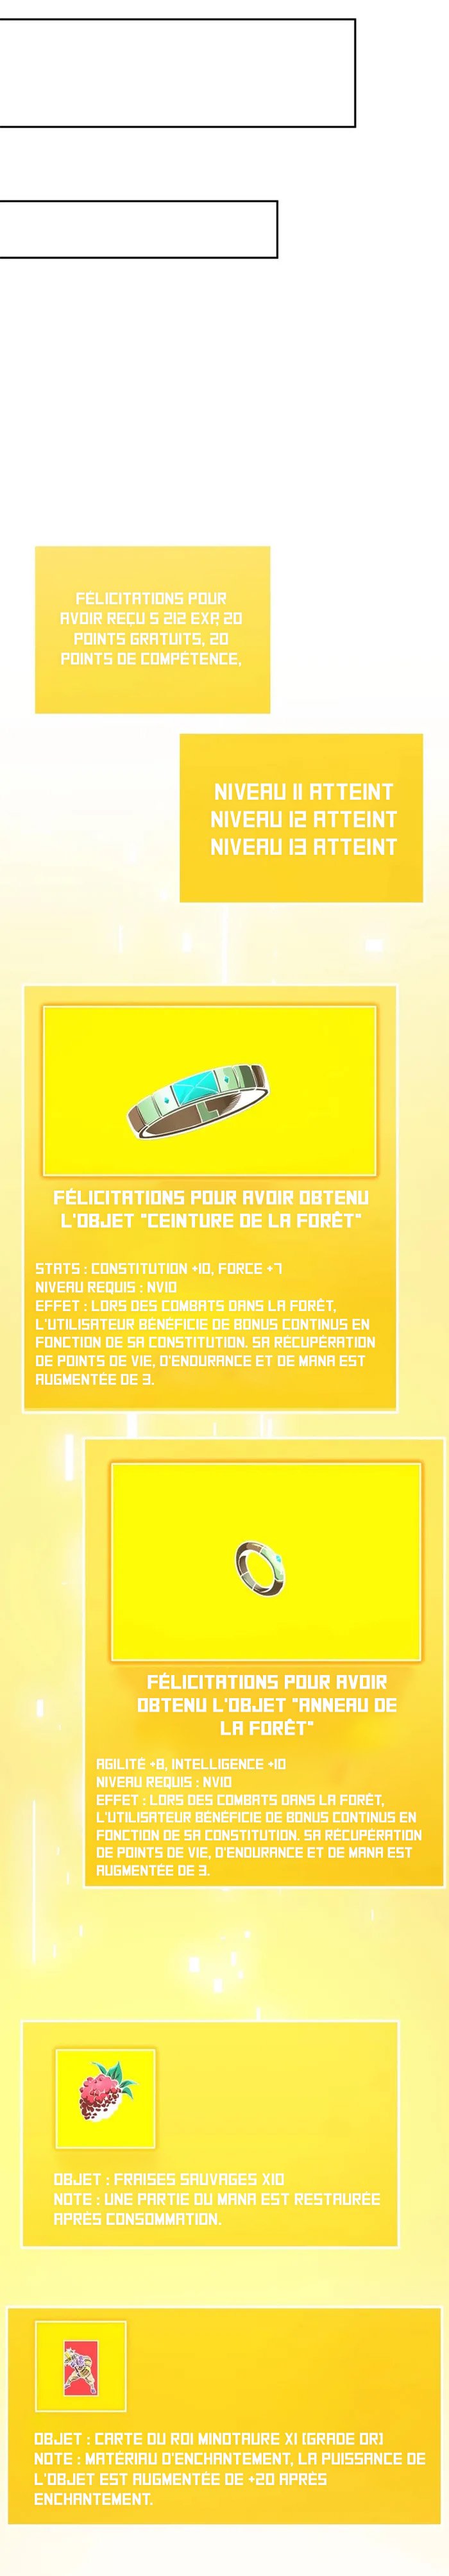 FÉLICITATIONS POUR
AVOIR REÇU 5 212 EXP, 20
POINTS GRATUITS, 20
POINTS DE COMPÉTENCE,
NIVEAU 11 ATTEINT
NIVEAU 12 ATTEINT
NIVEAU 13 ATTEINT
FÉLICITATIONS POUR AVOIR OBTENU
L'OBJET "CEINTURE DE LA FORÊT"
STATS : CONSTITUTION +10, FORCE +7
NIVEAU REQUIS : NV10
EFFET : LORS DES COMBATS DANS LA FORÊT,
L'UTILISATEUR BÉNÉFICIE DE BONUS CONTINUS EN
FONCTION DE SA CONSTITUTION. SA RÉCUPÉRATION
DE POINTS DE VIE, D'ENDURANCE ET DE MANA EST
AUGMENTÉE DE 3.
FÉLICITATIONS POUR AVOIR
OBTENU L'OBJET "ANNEAU DE
LA FORÊT"
AGILITÉ +8, INTELLIGENCE +10
NIVEAU REQUIS : NV10
EFFET : LORS DES COMBATS DANS LA FORÊT,
L'UTILISATEUR BÉNÉFICIE DE BONUS CONTINUS EN
FONCTION DE SA CONSTITUTION. SA RÉCUPÉRATION
DE POINTS DE VIE, D'ENDURANCE ET DE MANA EST
AUGMENTÉE DE 3.
OBJET : FRAISES SAUVAGES X10
NOTE : UNE PARTIE DU MANA EST RESTAURÉE
APRÈS CONSOMMATION.
OBJET : CARTE DU ROI MINOTAURE X1 [GRADE OR]
NOTE : MATÉRIAU D'ENCHANTEMENT, LA PUISSANCE DE
L'OBJET EST AUGMENTÉE DE +20 APRÈS
ENCHANTEMENT.